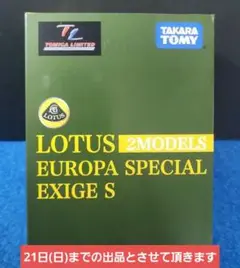 TL
TOMICA LIMITED
TAKARA
TOMY
LOTUS
LOTUS 2MODELS
EUROPA SPECIAL
EXIGE S
21日(日)までの出品とさせて頂きます